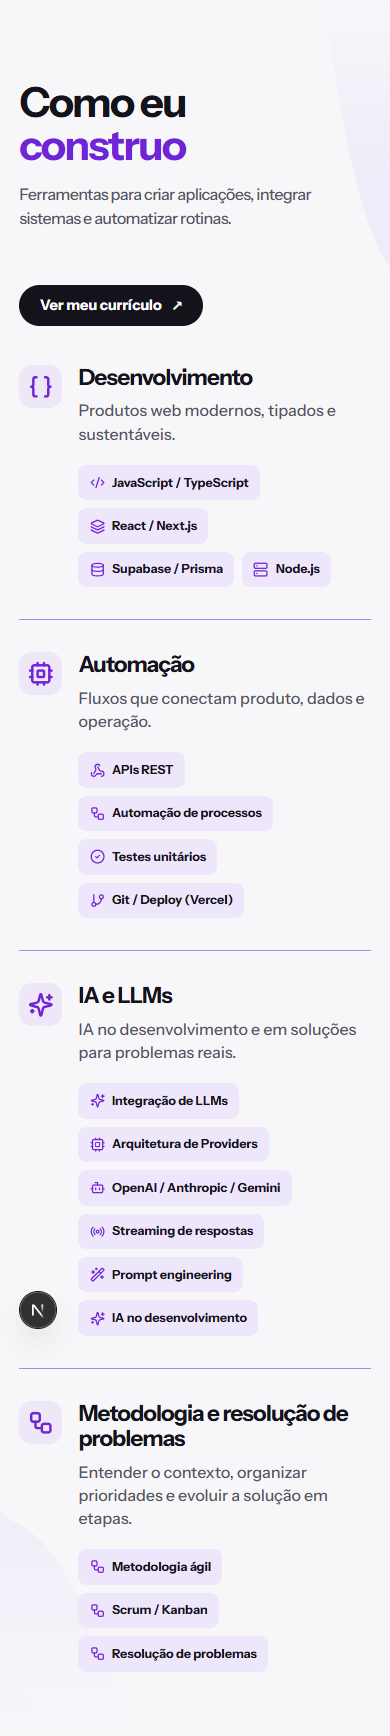 Como eu
construo
Ferramentas para criar aplicações, integrar
sistemas e automatizar rotinas.
Ver meu currículo ↗
Desenvolvimento
Produtos web modernos, tipados e
sustentáveis.
JavaScript / TypeScript
React / Next.js
Supabase / Prisma
Node.js
Automação
Fluxos que conectam produto, dados e
operação.
APIs REST
Automação de processos
Testes unitários
Git / Deploy (Vercel)
IA e LLMs
IA no desenvolvimento e em soluções
para problemas reais.
Integração de LLMs
Arquitetura de Providers
OpenAI / Anthropic / Gemini
Streaming de respostas
Prompt engineering
N
IA no desenvolvimento
Metodologia e resolução de
problemas
Entender o contexto, organizar
prioridades e evoluir a solução em
etapas.
Metodologia ágil
Scrum / Kanban
Resolução de problemas